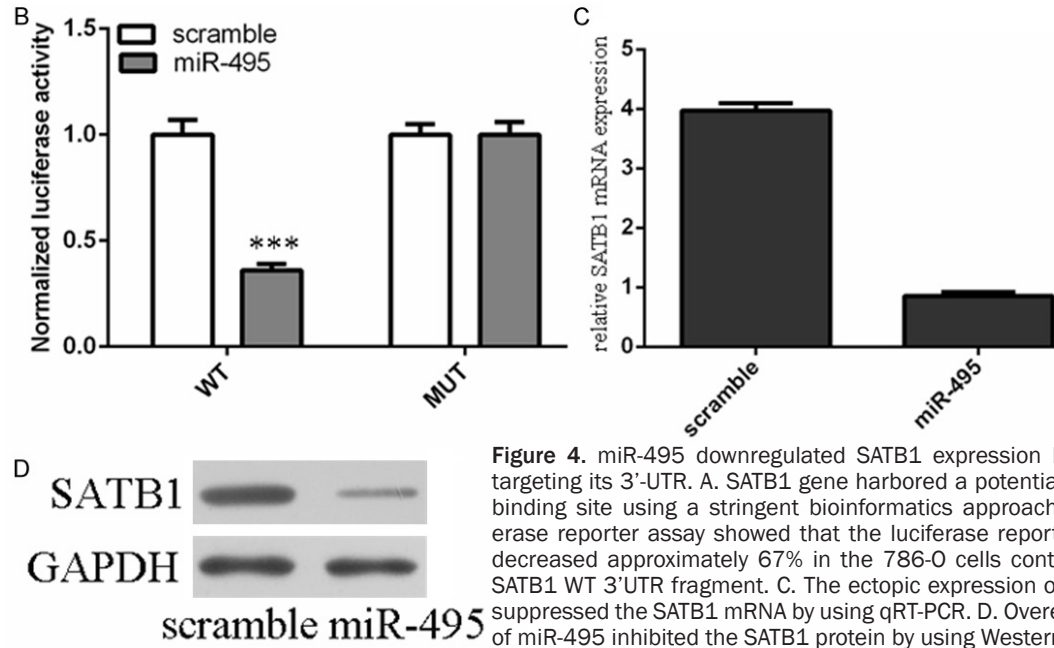 B
Normalized luciferase activity
1.5
1.0
0.5
0.0
scramble
miR-495
***
WT
MUT
C
relative SATB1 mRNA expression
5
4
3
2
1
0
scramble
miR-495
D
SATB1
GAPDH
scramble miR-495
Figure 4. miR-495 downregulated SATB1 expression
targeting its 3'-UTR. A. SATB1 gene harbored a potential
binding site using a stringent bioinformatics approach
erase reporter assay showed that the luciferase report
decreased approximately 67% in the 786-O cells cont
SATB1 WT 3'UTR fragment. C. The ectopic expression o
suppressed the SATB1 mRNA by using qRT-PCR. D. Overe
of miR-495 inhibited the SATB1 protein by using Western